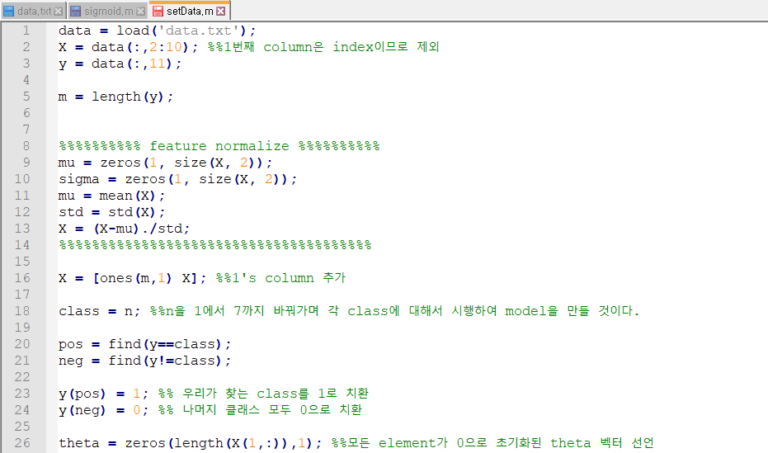 data.txt sigmoid.m setData.m
1 data = load('data.txt');
2 X = data(:,2:10); %%1번째 column은 index이므로 제외
3 y = data(:,11);
4
5 m = length(y);
6
7
8 %%%%%%%%%% feature normalize %%%%%%%%%%
9 mu = zeros(1, size(X, 2));
10 sigma = zeros(1, size(X, 2));
11 mu = mean(X);
12 std = std(X);
13 X = (X-mu)./std;
14 %%%%%%%%%%%%%%%%%%%%%%%%%%%%%%%%%%%%%%
15
16 X = [ones(m,1) X]; %%1's column 추가
17
18 class = n; %%n을 1에서 7까지 바꿔가며 각 class에 대해서 시행하여 model을 만들 것이다.
19
20 pos = find(y==class);
21 neg = find(y!=class);
22
23 y(pos) = 1; %% 우리가 찾는 class를 1로 치환
24 y(neg) = 0; %% 나머지 클래스 모두 0으로 치환
25
26 theta = zeros(length(X(1,:)),1); %%모든 element가 0으로 초기화된 theta 벡터 선언